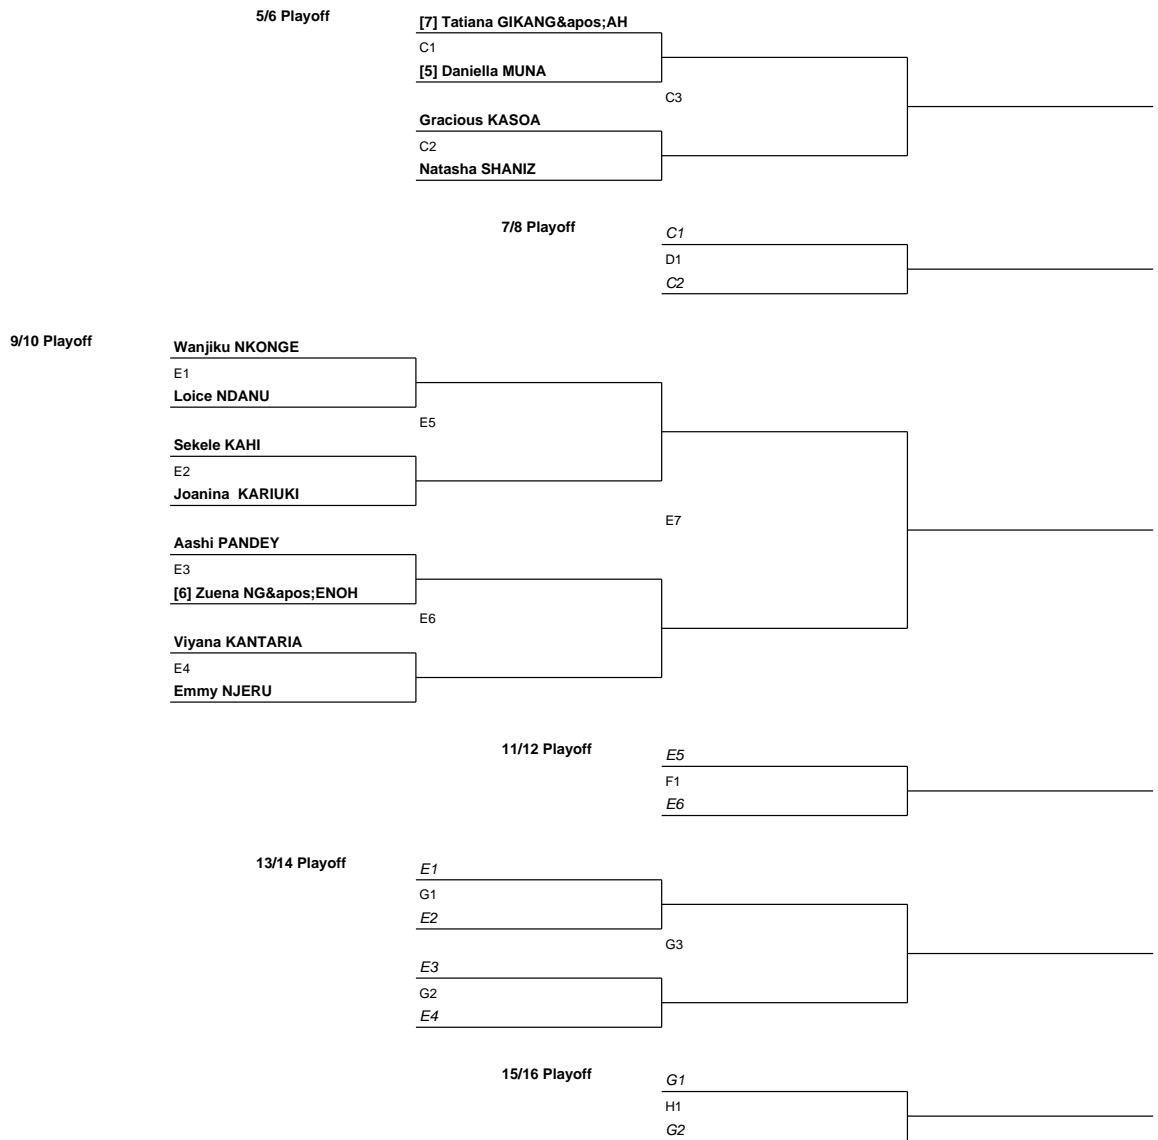 5/6 Playoff
[7] Tatiana GIKANG&apos;AH
C1
[5] Daniella MUNA
C3
Gracious KASOA
C2
Natasha SHANIZ
7/8 Playoff
C1
D1
C2
9/10 Playoff
Wanjiku NKONGE
E1
Loice NDANU
E5
Sekele KAHI
E2
Joanina  KARIUKI
E7
Aashi PANDEY
E3
[6] Zuena NG&apos;ENOH
E6
Viyana KANTARIA
E4
Emmy NJERU
11/12 Playoff
E5
F1
E6
13/14 Playoff
E1
G1
E2
G3
E3
G2
E4
15/16 Playoff
G1
H1
G2